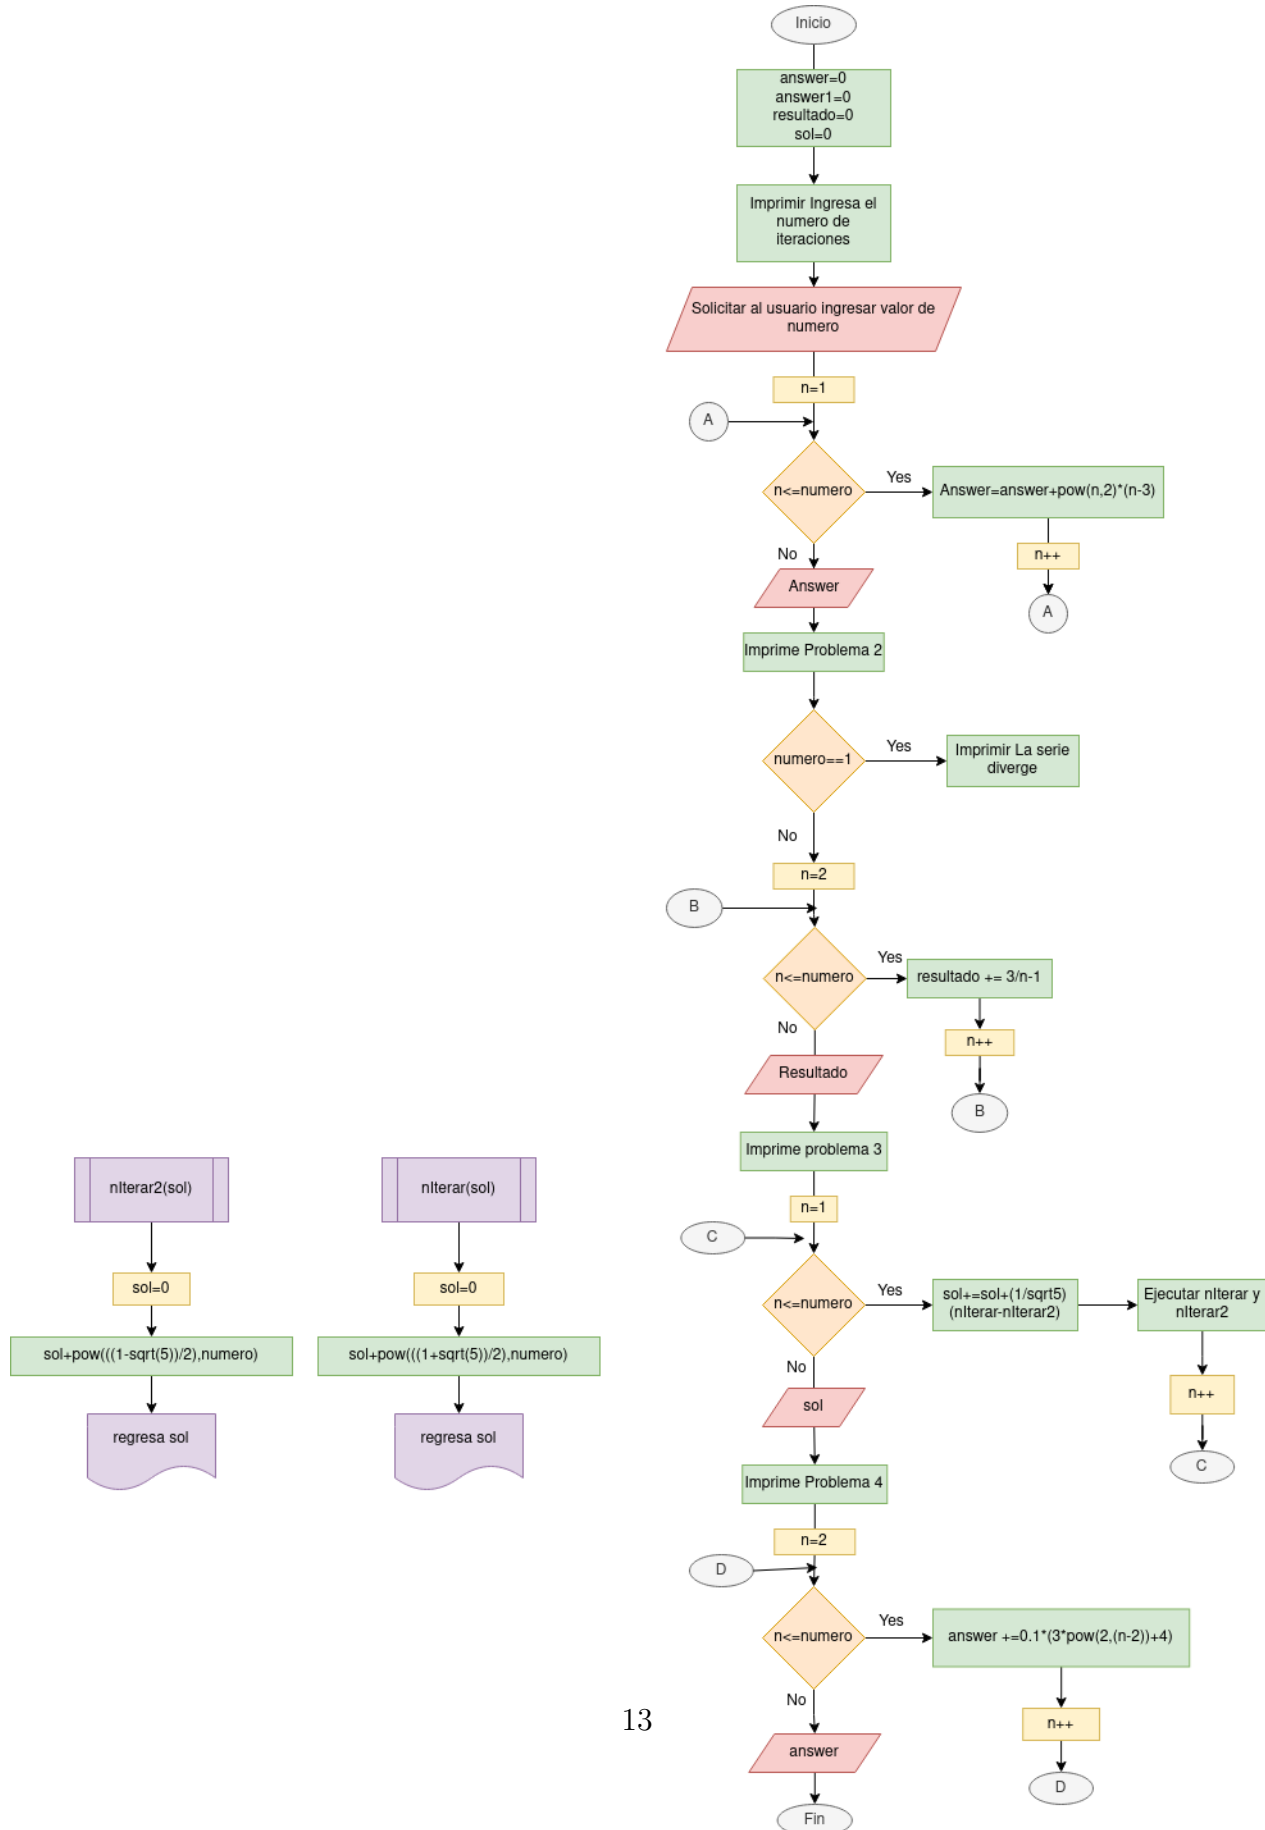 Inicio
answer=0
answer1=0
resultado=0
sol=0
Imprimir Ingresa el
numero de
iteraciones
Solicitar al usuario ingresar valor de
numero
n=1
A
n<=numero
Yes
Answer=answer+pow(n,2)*(n-3)
n++
A
No
Answer
Imprime Problema 2
numero==1
Yes
Imprimir La serie
diverge
No
n=2
B
n<=numero
Yes
resultado += 3/n-1
n++
B
No
Resultado
Imprime problema 3
n=1
C
n<=numero
Yes
sol+=sol+(1/sqrt5)
(nIterar-nIterar2)
Ejecutar nIterar y
nIterar2
n++
C
No
sol
Imprime Problema 4
n=2
D
n<=numero
Yes
answer +=0.1*(3*pow(2,(n-2))+4)
n++
D
No
answer
Fin
nIterar2(sol)
sol=0
sol+pow(((1-sqrt(5))/2),numero)
regresa sol
nIterar(sol)
sol=0
sol+pow(((1+sqrt(5))/2),numero)
regresa sol
13